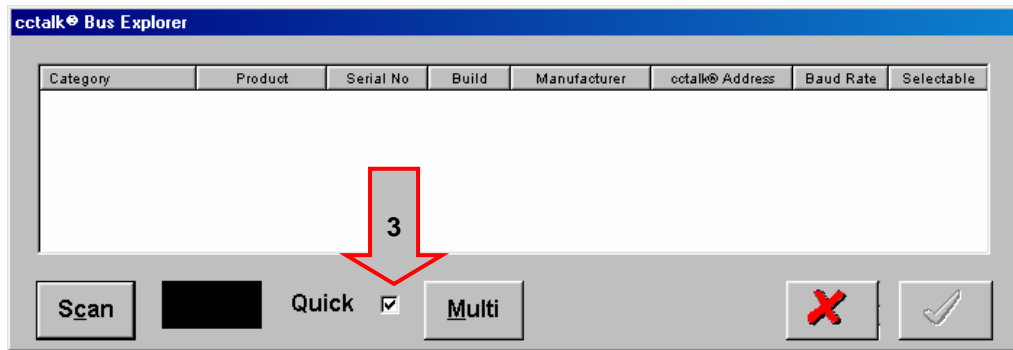 cctalk® Bus Explorer
Category Product Serial No Build Manufacturer cctalk® Address Baud Rate Selectable
3
Scan Quick Multi